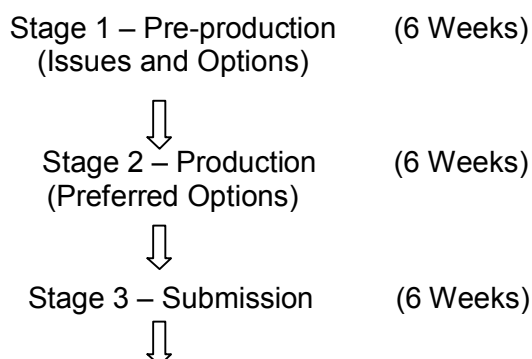 Stage 1 – Pre-production (6 Weeks)
(Issues and Options)
Stage 2 – Production (6 Weeks)
(Preferred Options)
Stage 3 – Submission (6 Weeks)